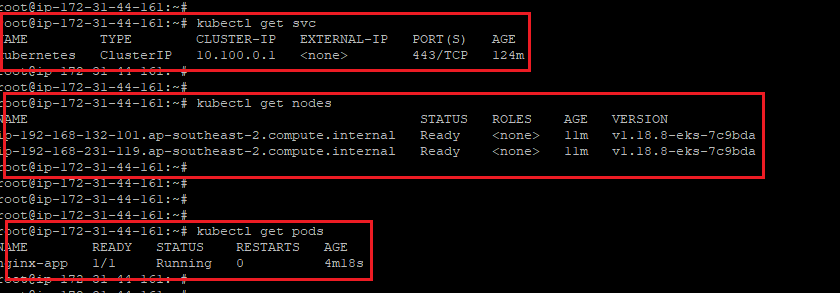 root@ip-172-31-44-161:~#
root@ip-172-31-44-161:~# kubectl get svc
NAME TYPE CLUSTER-IP EXTERNAL-IP PORT(S) AGE
kubernetes ClusterIP 10.100.0.1 <none> 443/TCP 124m
root@ip-172-31-44-161:~#
root@ip-172-31-44-161:~#
root@ip-172-31-44-161:~# kubectl get nodes
NAME STATUS ROLES AGE VERSION
ip-192-168-132-101.ap-southeast-2.compute.internal Ready <none> 11m v1.18.8-eks-7c9bda
ip-192-168-231-119.ap-southeast-2.compute.internal Ready <none> 11m v1.18.8-eks-7c9bda
root@ip-172-31-44-161:~#
root@ip-172-31-44-161:~#
root@ip-172-31-44-161:~#
root@ip-172-31-44-161:~#
root@ip-172-31-44-161:~# kubectl get pods
NAME READY STATUS RESTARTS AGE
nginx-app 1/1 Running 0 4m18s
root@ip-172-31-44-161:~#